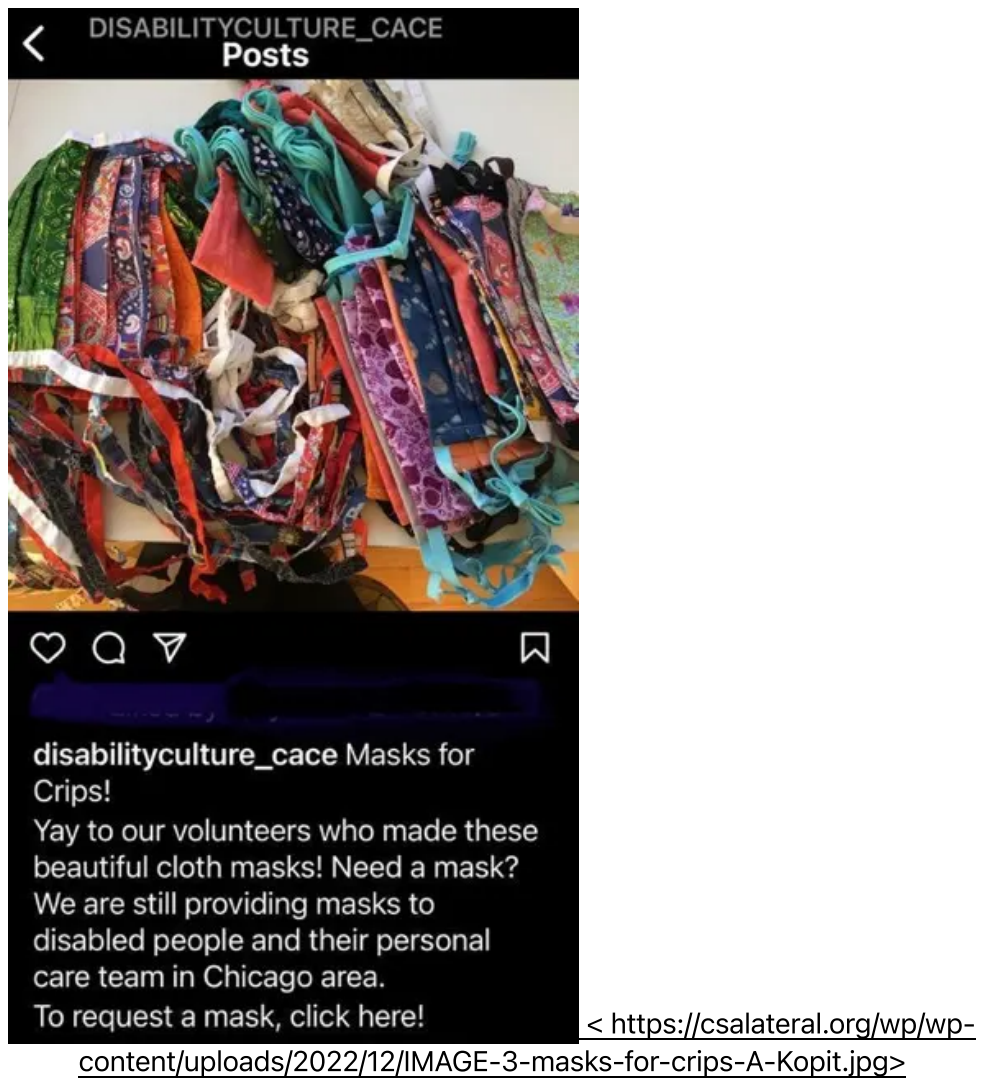 DISABILITYCULTURE_CACE
Posts
disabilityculture_cace Masks for
Crips!
Yay to our volunteers who made these
beautiful cloth masks! Need a mask?
We are still providing masks to
disabled people and their personal
care team in Chicago area.
To request a mask, click here!
< https://csalateral.org/wp/wp-
content/uploads/2022/12/IMAGE-3-masks-for-crips-A-Kopit.jpg>